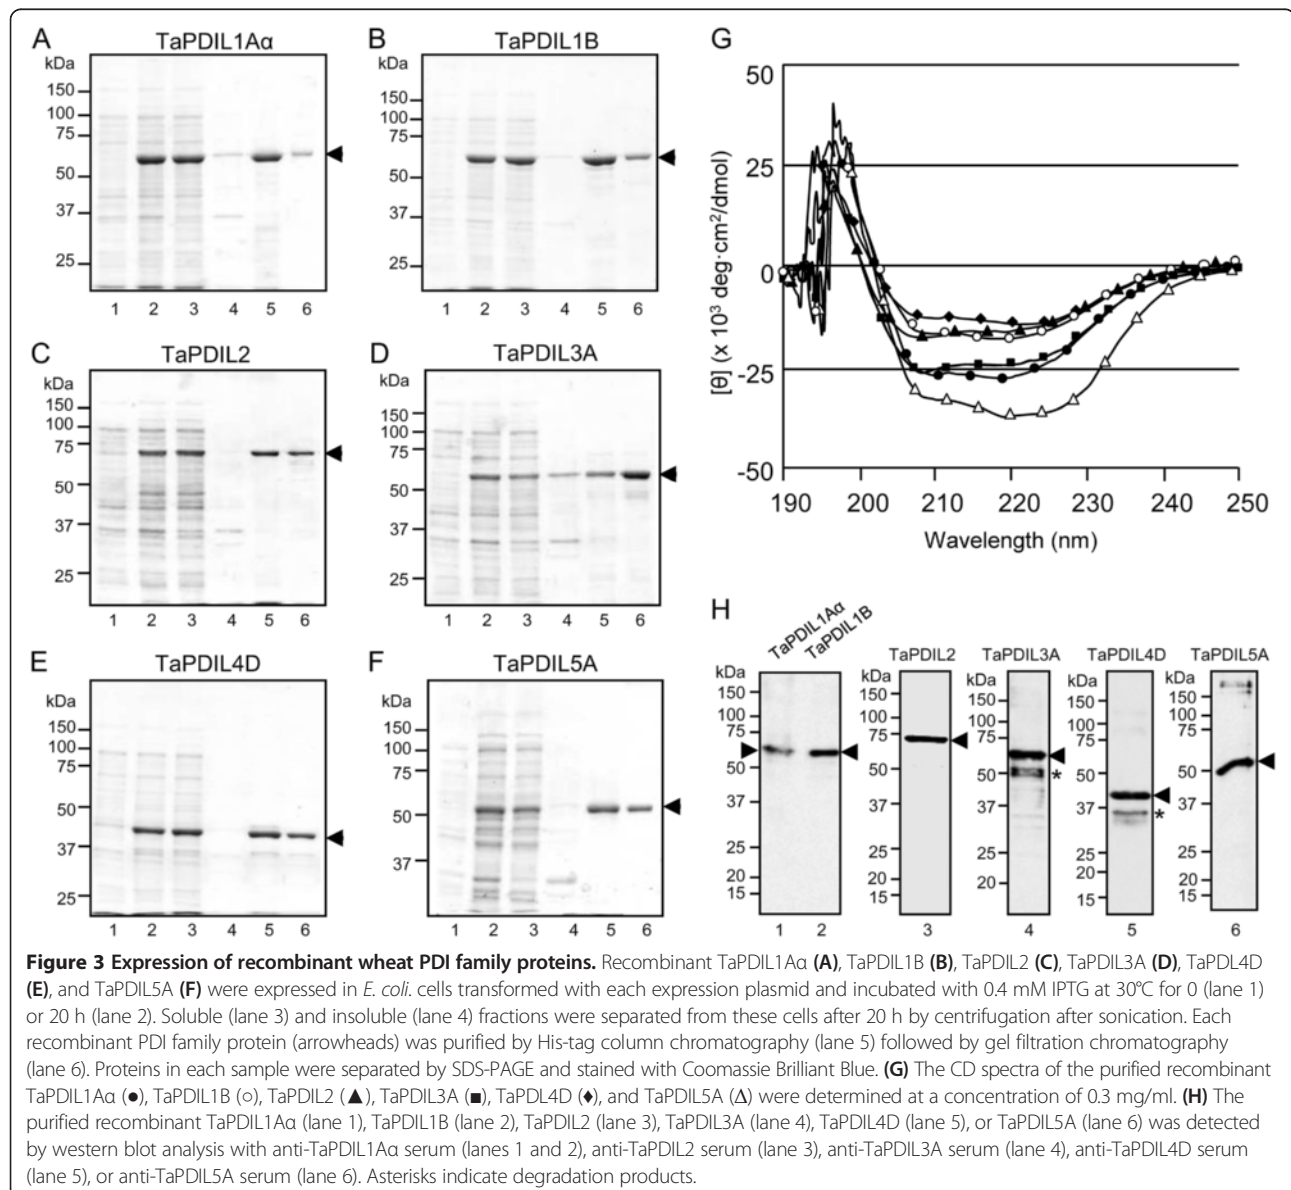 A
TaPDIL1Aα
kDa
150
100
75
50
37
25
1 2 3 4 5 6
B
TaPDIL1B
kDa
150
100
75
50
37
25
1 2 3 4 5 6
C
TaPDIL2
kDa
150
100
75
50
37
25
1 2 3 4 5 6
D
TaPDIL3A
kDa
150
100
75
50
37
25
1 2 3 4 5 6
E
TaPDIL4D
kDa
150
100
75
50
37
25
1 2 3 4 5 6
F
TaPDIL5A
kDa
150
100
75
50
37
1 2 3 4 5 6
G
50
25
0
-25
-50
[θ] (x 10³ deg·cm²/dmol)
190 200 210 220 230 240 250
Wavelength (nm)
H
TaPDIL1Aα
TaPDIL1B
kDa
150
100
75
50
37
25
20
15
1 2
TaPDIL2
kDa
150
100
75
50
37
25
20
15
3
TaPDIL3A
kDa
150
100
75
50
37
25
20
*
4
TaPDIL4D
kDa
150
100
75
50
37
25
20
15
*
5
TaPDIL5A
kDa
150
100
75
50
37
25
20
15
6
Figure 3 Expression of recombinant wheat PDI family proteins. Recombinant TaPDIL1Aα (A), TaPDIL1B (B), TaPDIL2 (C), TaPDIL3A (D), TaPDL4D
(E), and TaPDIL5A (F) were expressed in E. coli. cells transformed with each expression plasmid and incubated with 0.4 mM IPTG at 30°C for 0 (lane 1)
or 20 h (lane 2). Soluble (lane 3) and insoluble (lane 4) fractions were separated from these cells after 20 h by centrifugation after sonication. Each
recombinant PDI family protein (arrowheads) was purified by His-tag column chromatography (lane 5) followed by gel filtration chromatography
(lane 6). Proteins in each sample were separated by SDS-PAGE and stained with Coomassie Brilliant Blue. (G) The CD spectra of the purified recombinant
TaPDIL1Aα (●), TaPDIL1B (○), TaPDIL2 (▲), TaPDIL3A (■), TaPDL4D (♦), and TaPDIL5A (Δ) were determined at a concentration of 0.3 mg/ml. (H) The
purified recombinant TaPDIL1Aα (lane 1), TaPDIL1B (lane 2), TaPDIL2 (lane 3), TaPDIL3A (lane 4), TaPDIL4D (lane 5), or TaPDIL5A (lane 6) was detected
by western blot analysis with anti-TaPDIL1Aα serum (lanes 1 and 2), anti-TaPDIL2 serum (lane 3), anti-TaPDIL3A serum (lane 4), anti-TaPDIL4D serum
(lane 5), or anti-TaPDIL5A serum (lane 6). Asterisks indicate degradation products.